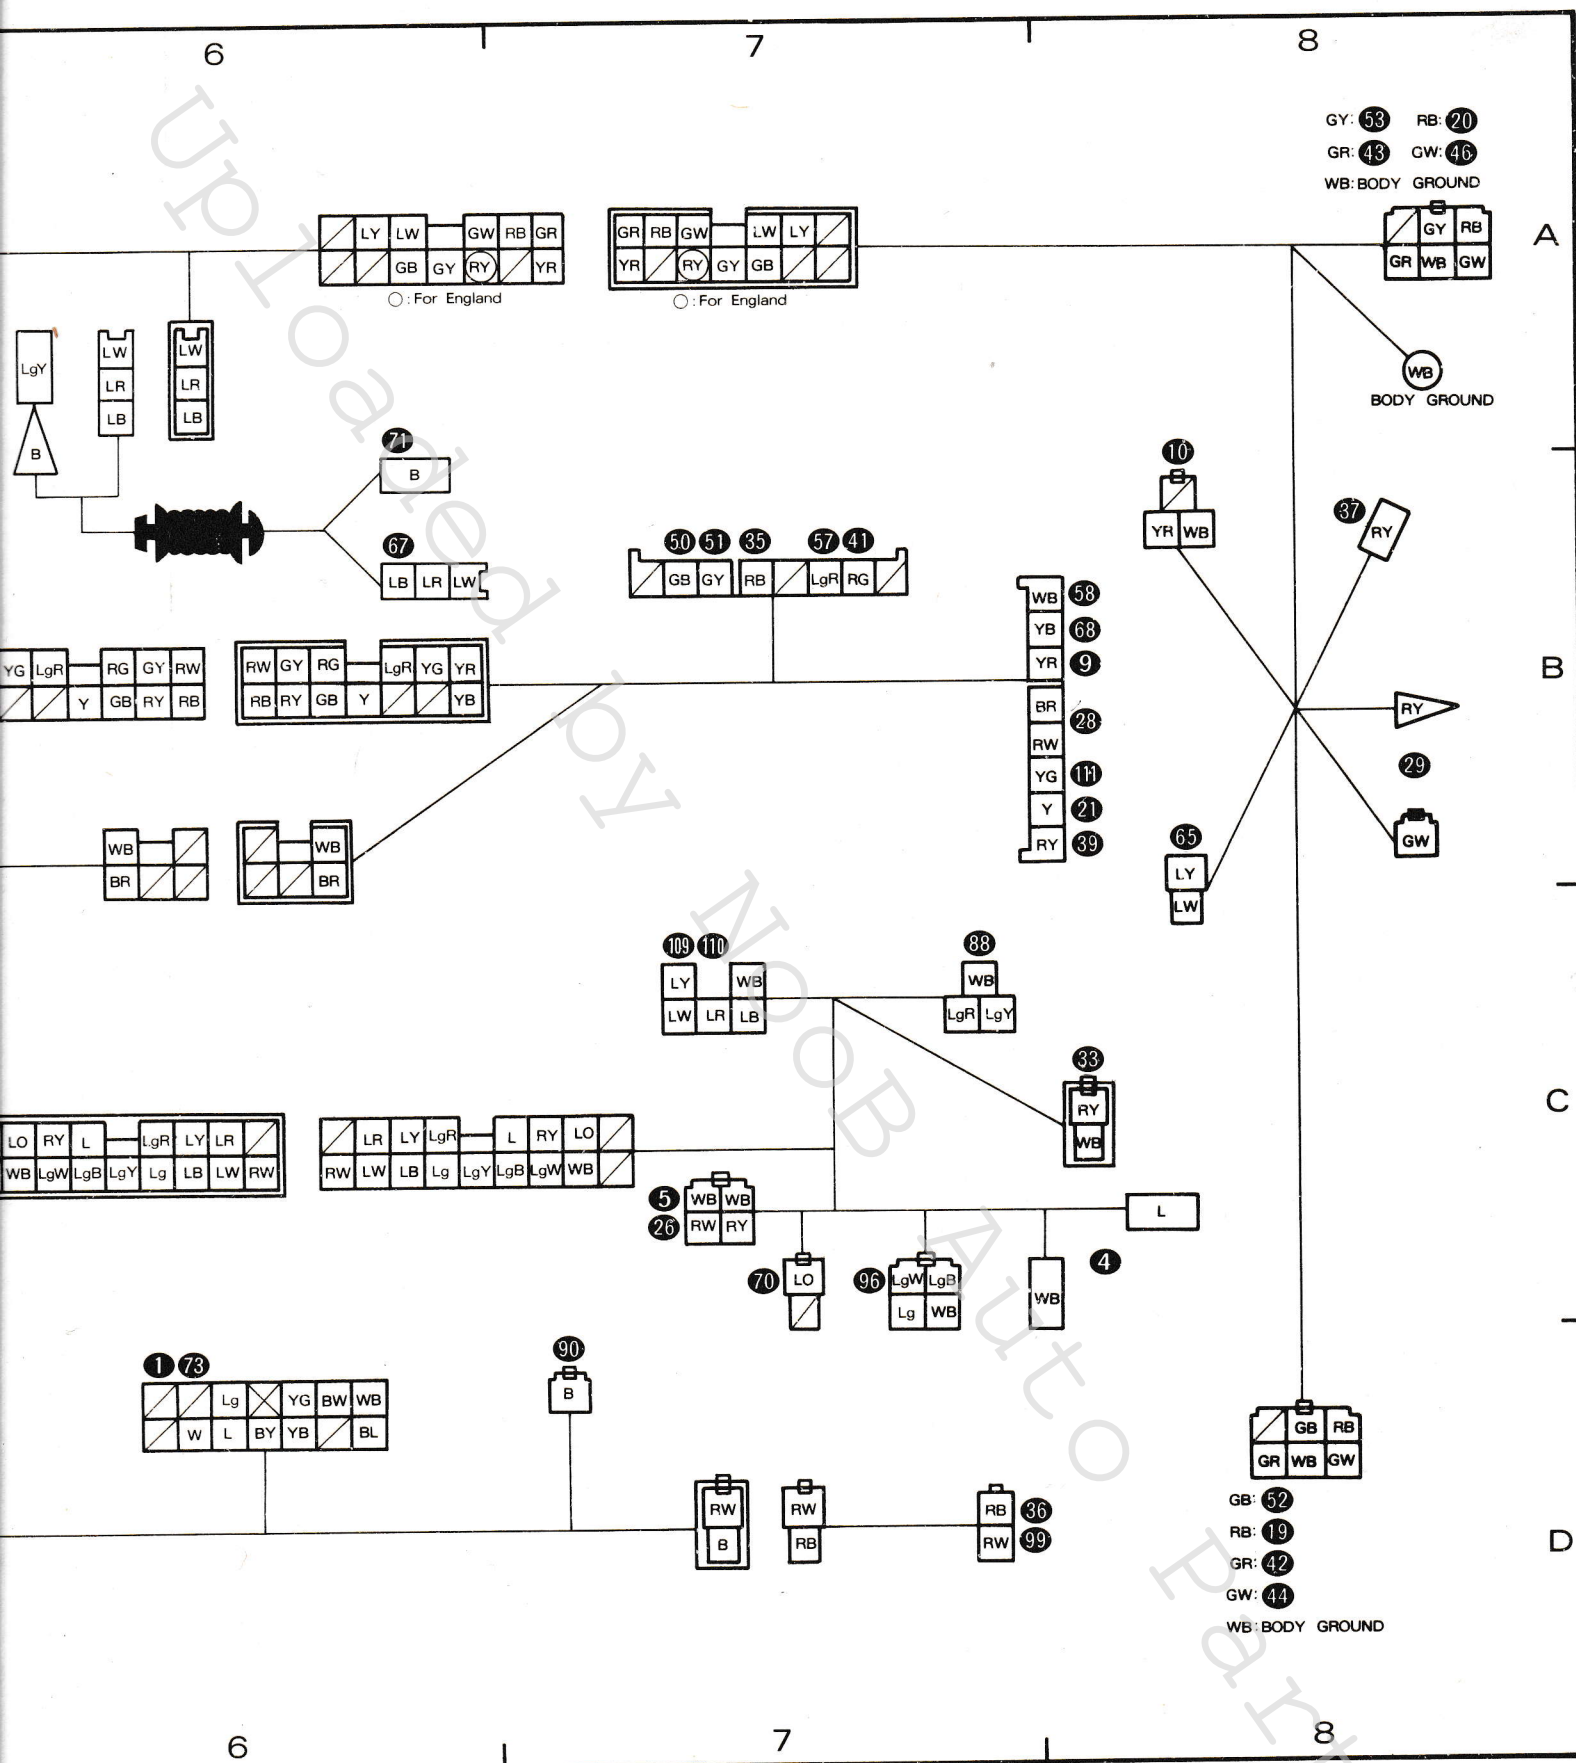 6 7 8
GY: 53 RB: 20
GR: 43 GW: 46
WB: BODY GROUND
LY LW GW RB GR
GB GY RY YR
○: For England
GR RB GW LW LY
YR RY GY GB
○: For England
GY RB
GR WB GW
A
WB
BODY GROUND
LgY
B
LW
LR
LB
LW
LR
LB
71
B
67
LB LR LW
10
YR WB
37
RY
50 51 35 57 41
GB GY RB LgR RG
WB 58
YB 68
YR 9
BR
28
RW
YG 111
Y 21
RY 39
B
YG LgR RG GY RW
Y GB RY RB
RW GY RG LgR YG YR
RB RY GB Y YB
RY
29
GW
WB
BR
WB
BR
65
LY
LW
109 110
LY WB
LW LR LB
88
WB
LgR LgY
33
RY
WB
C
LO RY L LgR LY LR
WB LgW LgB LgY Lg LB LW RW
LR LY LgR L RY LO
RW LW LB Lg LgY LgB LgW WB
5 WB WB
26 RW RY
L
70 LO
96 LgW LgB
Lg WB
WB
4
1 73
Lg YG BW WB
W L BY YB BL
90
B
GB RB
GR WB GW
RW
B
RW
RB
RB 36
RW 99
GB: 52
RB: 19
GR: 42
GW: 44
WB: BODY GROUND
D
6 7 8
Uploaded by NooB Auto Part